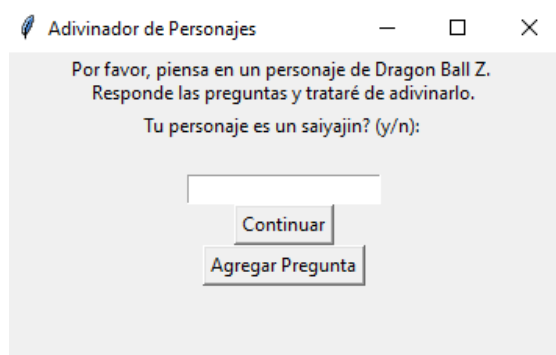 Adivinador de Personajes
Por favor, piensa en un personaje de Dragon Ball Z.
Responde las preguntas y trataré de adivinarlo.
Tu personaje es un saiyajin? (y/n):
Continuar
Agregar Pregunta